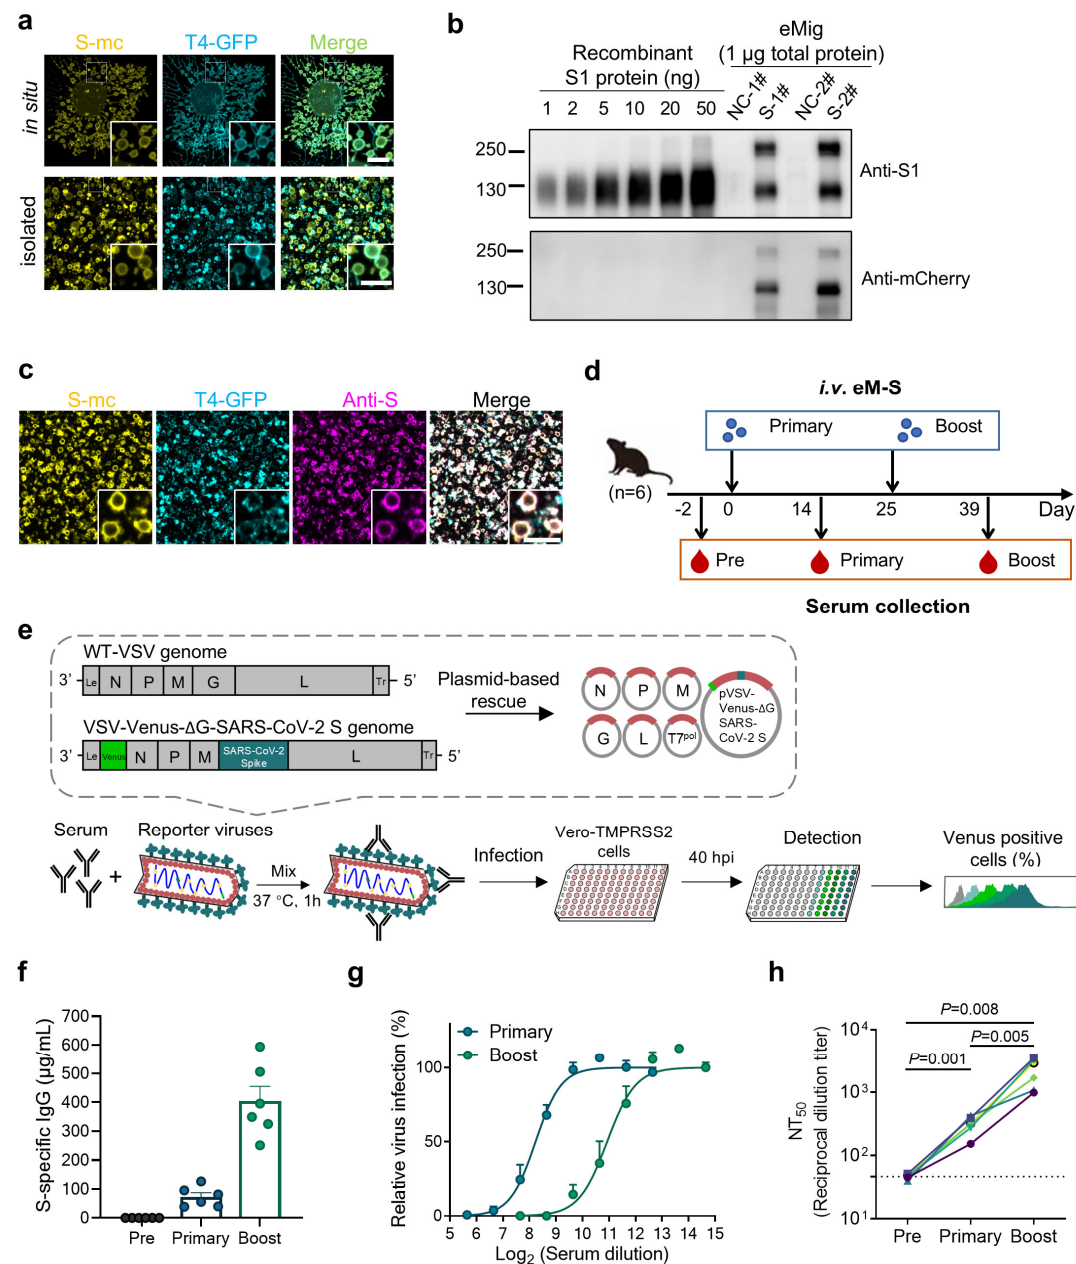 a
S-mc
T4-GFP
Merge
in situ
isolated
b
Recombinant
S1 protein (ng)
eMig
(1 µg total protein)
1 2 5 10 20 50 NC-1# S-1# NC-2# S-2#
250
130
Anti-S1
250
130
Anti-mCherry
c
S-mc
T4-GFP
Anti-S
Merge
d
i.v. eM-S
Primary
Boost
(n=6)
-2 0 14 25 39 Day
Pre
Primary
Boost
Serum collection
e
WT-VSV genome
3' Le N P M G L Tr 5'
VSV-Venus-ΔG-SARS-CoV-2 S genome
3' Le Venus N P M SARS-CoV-2 Spike L Tr 5'
Plasmid-based
rescue
N P M
G L T7pol
pVSV-
Venus-ΔG
SARS-
CoV-2 S
Serum
+
Reporter viruses
Mix
37 °C, 1h
Infection
Vero-TMPRSS2
cells
40 hpi
Detection
Venus positive
cells (%)
f
S-specific IgG (µg/mL)
700
600
500
400
300
200
100
0
Pre Primary Boost
g
Relative virus infection (%)
Primary
Boost
100
50
0
5 6 7 8 9 10 11 12 13 14 15
Log2 (Serum dilution)
h
P=0.008
P=0.005
P=0.001
NT50
(Reciprocal dilution titer)
10⁴
10³
10²
10¹
Pre Primary Boost